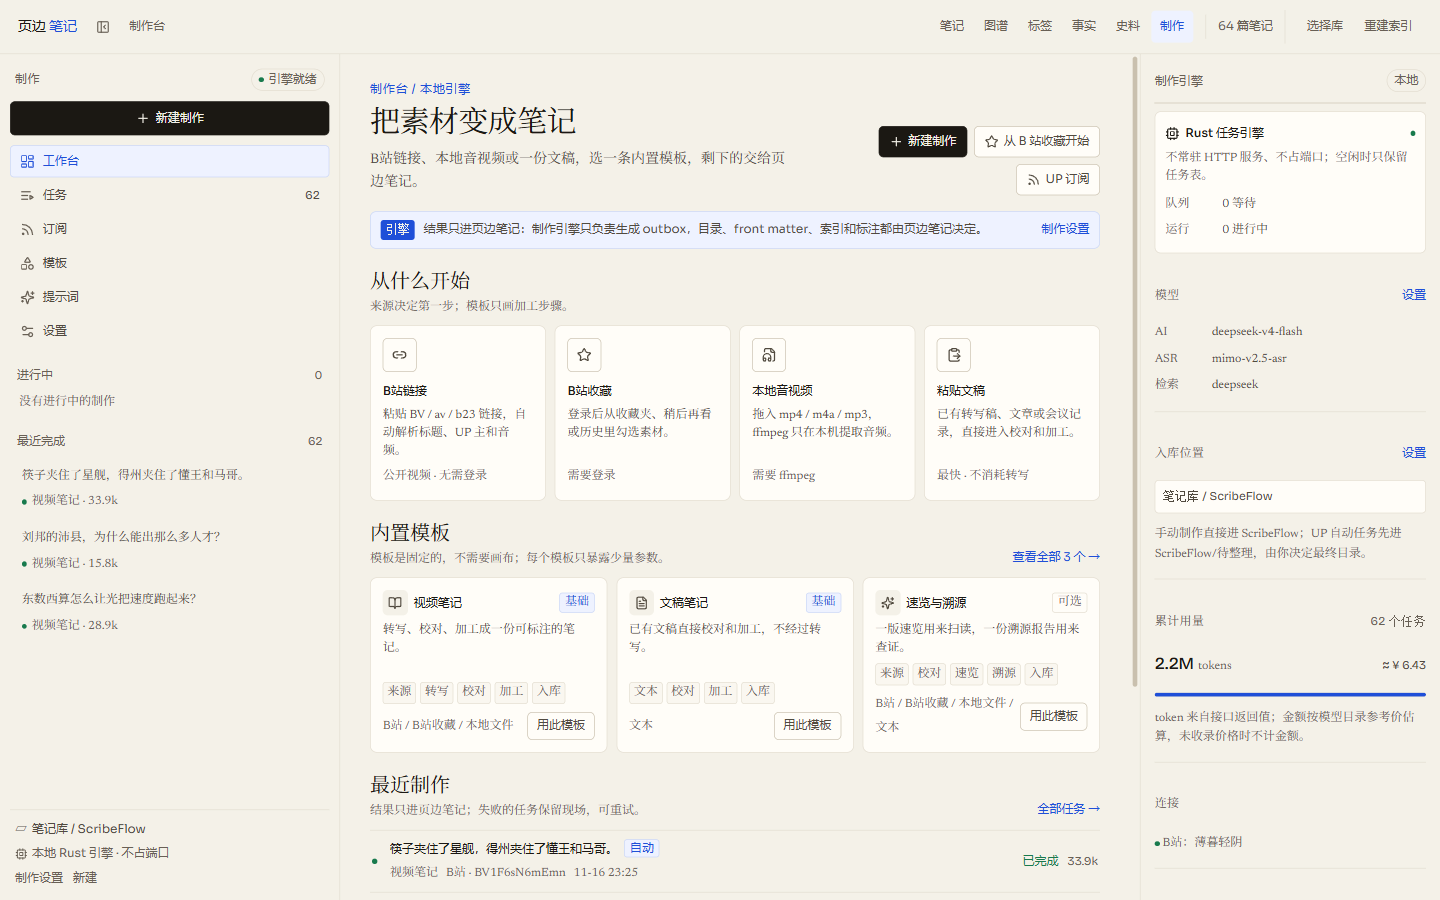 页边 笔记
制作台
笔记 图谱 标签 事实 史料 制作 64 篇笔记 选择库 重建索引
制作
引擎就绪
新建制作
工作台
任务 62
订阅
模板
提示词
设置
进行中 0
没有进行中的制作
最近完成 62
筷子夹住了星舰，得州夹住了懂王和马哥。
视频笔记 · 33.9k
刘邦的沛县，为什么能出那么多人才？
视频笔记 · 15.8k
东数西算怎么让光把速度跑起来？
视频笔记 · 28.9k
笔记库 / ScribeFlow
本地 Rust 引擎 · 不占端口
制作设置 新建
制作台 / 本地引擎
把素材变成笔记
B站链接、本地音视频或一份文稿，选一条内置模板，剩下的交给页
边笔记。
新建制作
从 B 站收藏开始
UP 订阅
引擎 结果只进页边笔记：制作引擎只负责生成 outbox，目录、front matter、索引和标注都由页边笔记决定。 制作设置
从什么开始
来源决定第一步；模板只画加工步骤。
B站链接
粘贴 BV / av / b23 链接，自
动解析标题、UP 主和音
频。
公开视频 · 无需登录
B站收藏
登录后从收藏夹、稍后再看
或历史里勾选素材。
需要登录
本地音视频
拖入 mp4 / m4a / mp3，
ffmpeg 只在本机提取音频。
需要 ffmpeg
粘贴文稿
已有转写稿、文章或会议记
录，直接进入校对和加工。
最快 · 不消耗转写
内置模板
模板是固定的，不需要画布；每个模板只暴露少量参数。
查看全部 3 个 →
视频笔记 基础
转写、校对、加工成一份可标注的笔
记。
来源 转写 校对 加工 入库
B站 / B站收藏 / 本地文件
用此模板
文稿笔记 基础
已有文稿直接校对和加工，不经过转
写。
文本 校对 加工 入库
文本
用此模板
速览与溯源 可选
一版速览用来扫读，一份溯源报告用来
查证。
来源 校对 速览 溯源 入库
B站 / B站收藏 / 本地文件 /
文本
用此模板
最近制作
结果只进页边笔记；失败的任务保留现场，可重试。
全部任务 →
筷子夹住了星舰，得州夹住了懂王和马哥。 自动
视频笔记 B站 · BV1F6sN6mEmn 11-16 23:25
已完成 33.9k
制作引擎 本地
Rust 任务引擎
不常驻 HTTP 服务、不占端口；空闲时只保留
任务表。
队列 0 等待
运行 0 进行中
模型 设置
AI deepseek-v4-flash
ASR mimo-v2.5-asr
检索 deepseek
入库位置 设置
笔记库 / ScribeFlow
手动制作直接进 ScribeFlow；UP 自动任务先进
ScribeFlow/待整理，由你决定最终目录。
累计用量 62 个任务
2.2M tokens ≈ ¥ 6.43
token 来自接口返回值；金额按模型目录参考价估
算，未收录价格时不计金额。
连接
B站：薄暮轻阴